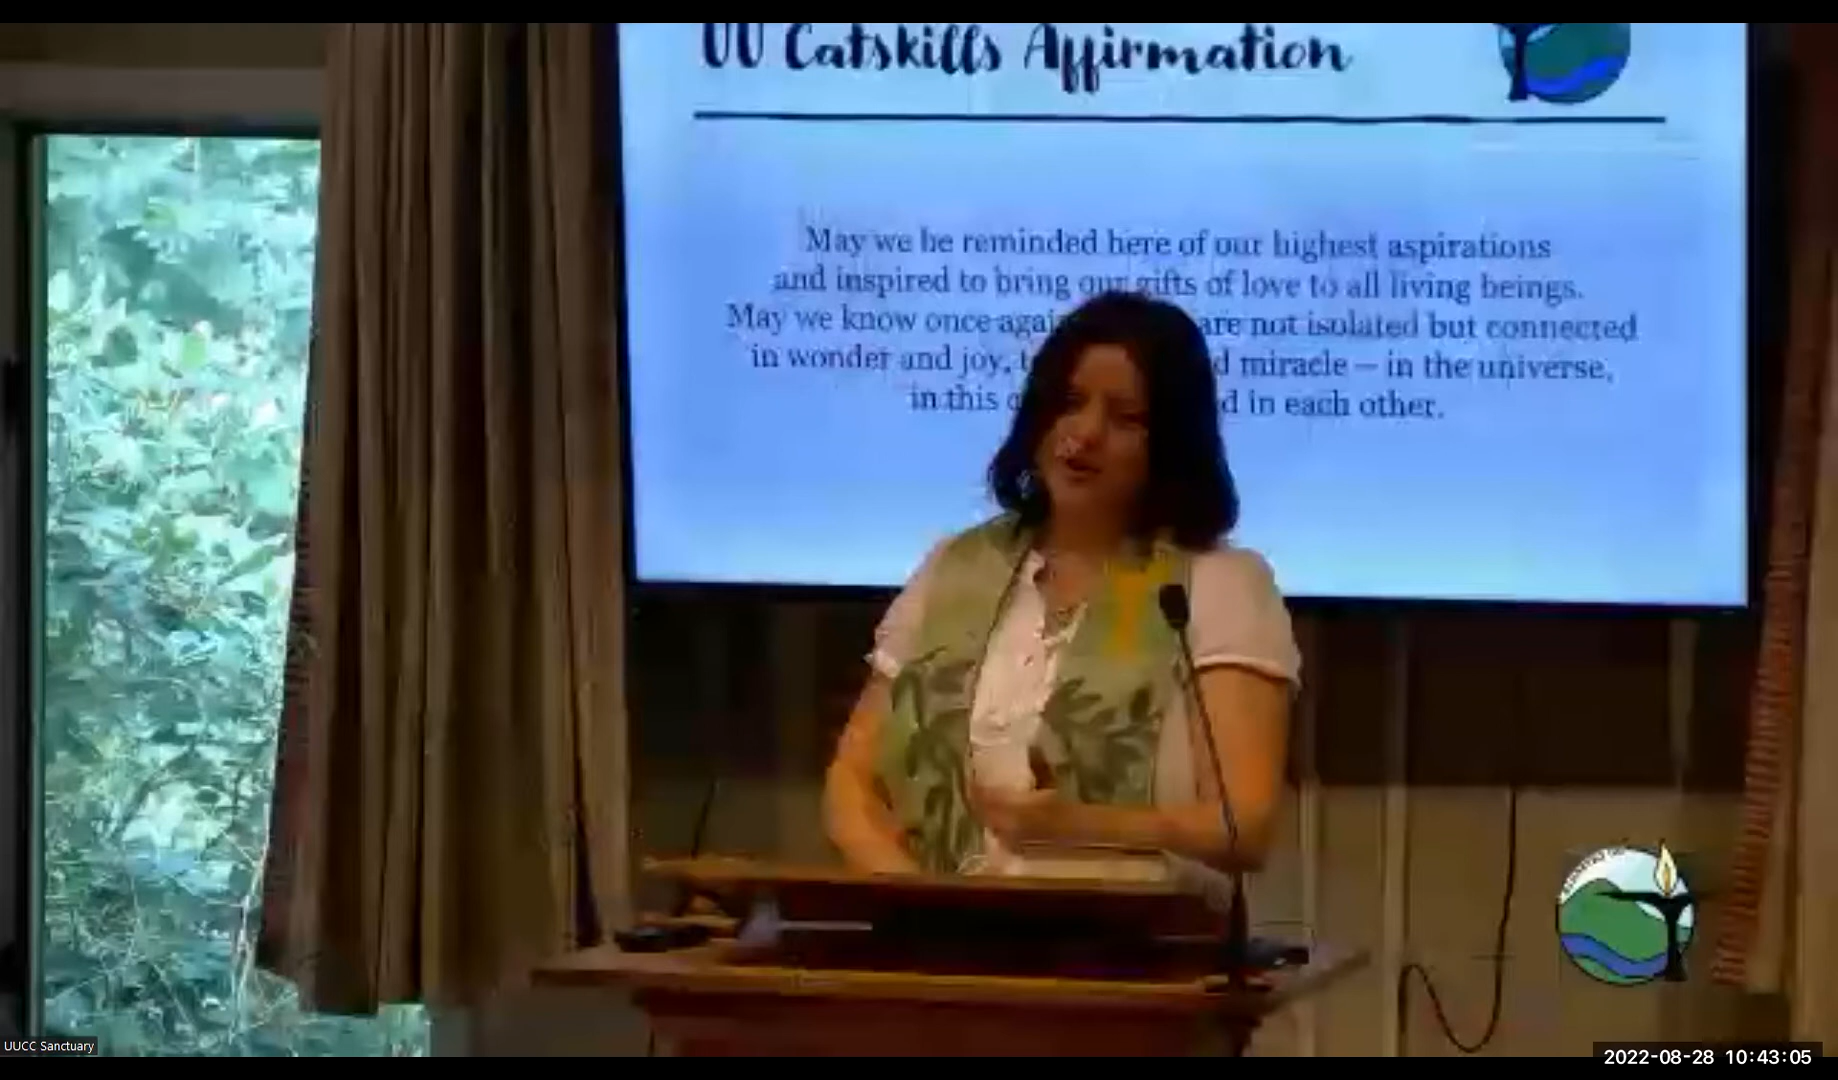 UU Catskills Affirmation
May we be reminded here of our highest aspirations
and inspired to bring our gifts of love to all living beings.
May we know once again are not isolated but connected
in wonder and joy, miracle — in the universe,
in this in each other.
UUCC Sanctuary
2022-08-28 10:43:05